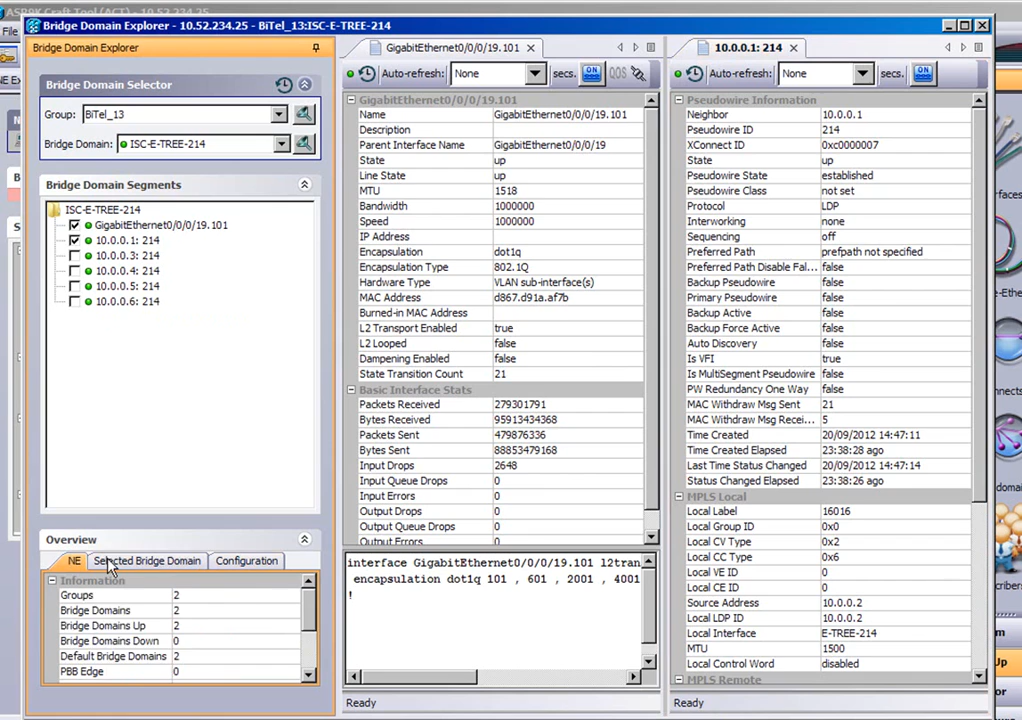 ASR9K Craft Tool (ACT) - 10.52.234.25
File
Bridge Domain Explorer - 10.52.234.25 - BiTel_13:ISC-E-TREE-214
Bridge Domain Explorer
Bridge Domain Selector
Group: BiTel_13
Bridge Domain: ISC-E-TREE-214
Bridge Domain Segments
ISC-E-TREE-214
GigabitEthernet0/0/0/19.101
10.0.0.1: 214
10.0.0.3: 214
10.0.0.4: 214
10.0.0.5: 214
10.0.0.6: 214
Overview
NE Selected Bridge Domain Configuration
Information
Groups 2
Bridge Domains 2
Bridge Domains Up 2
Bridge Domains Down 0
Default Bridge Domains 2
PBB Edge 0
GigabitEthernet0/0/0/19.101
Auto-refresh: None secs. ON QOS
GigabitEthernet0/0/0/19.101
Name GigabitEthernet0/0/0/19.101
Description
Parent Interface Name GigabitEthernet0/0/0/19
State up
Line State up
MTU 1518
Bandwidth 1000000
Speed 1000000
IP Address
Encapsulation dot1q
Encapsulation Type 802.1Q
Hardware Type VLAN sub-interface(s)
MAC Address d867.d91a.af7b
Burned-in MAC Address
L2 Transport Enabled true
L2 Looped false
Dampening Enabled false
State Transition Count 21
Basic Interface Stats
Packets Received 279301791
Bytes Received 95913434368
Packets Sent 479876336
Bytes Sent 88853479168
Input Drops 2648
Input Queue Drops 0
Input Errors 0
Output Drops 0
Output Queue Drops 0
Output Errors 0
interface GigabitEthernet0/0/0/19.101 l2tran
encapsulation dot1q 101 , 601 , 2001 , 4001
!
Ready
10.0.0.1: 214
Auto-refresh: None secs. ON
Pseudowire Information
Neighbor 10.0.0.1
Pseudowire ID 214
XConnect ID 0xc0000007
State up
Pseudowire State established
Pseudowire Class not set
Protocol LDP
Interworking none
Sequencing off
Preferred Path prefpath not specified
Preferred Path Disable Fal... false
Backup Pseudowire false
Primary Pseudowire false
Backup Active false
Backup Force Active false
Auto Discovery false
Is VFI true
Is MultiSegment Pseudowire false
PW Redundancy One Way false
MAC Withdraw Msg Sent 21
MAC Withdraw Msg Recei... 5
Time Created 20/09/2012 14:47:11
Time Created Elapsed 23:38:28 ago
Last Time Status Changed 20/09/2012 14:47:14
Status Changed Elapsed 23:38:26 ago
MPLS Local
Local Label 16016
Local Group ID 0x0
Local CV Type 0x2
Local CC Type 0x6
Local VE ID 0
Local CE ID 0
Source Address 10.0.0.2
Local LDP ID 10.0.0.2
Local Interface E-TREE-214
MTU 1500
Local Control Word disabled
MPLS Remote
Ready